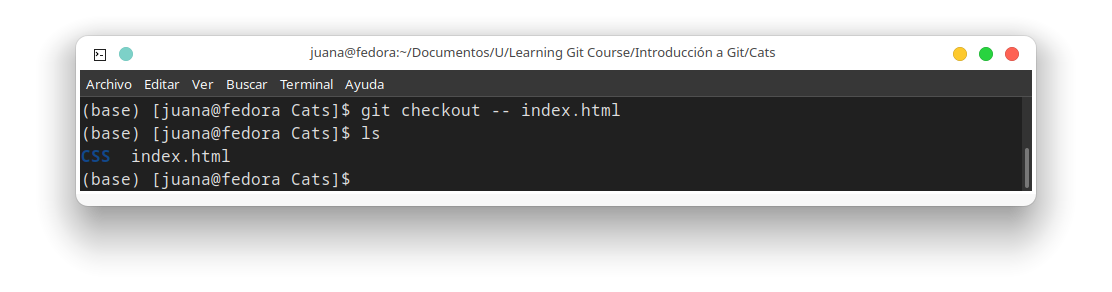 juana@fedora:~/Documentos/U/Learning Git Course/Introducción a Git/Cats
Archivo Editar Ver Buscar Terminal Ayuda
(base) [juana@fedora Cats]$ git checkout -- index.html
(base) [juana@fedora Cats]$ ls
CSS index.html
(base) [juana@fedora Cats]$